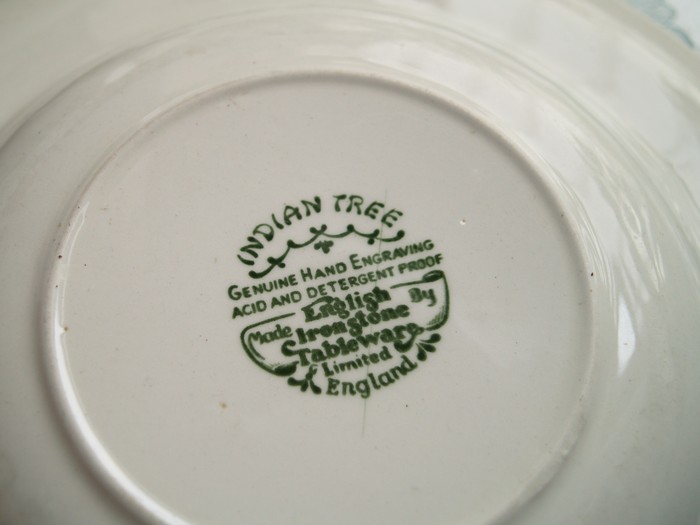 INDIAN TREE
GENUINE HAND ENGRAVING
ACID AND DETERGENT PROOF
Made English By
Ironstone
Tableware
Limited
England